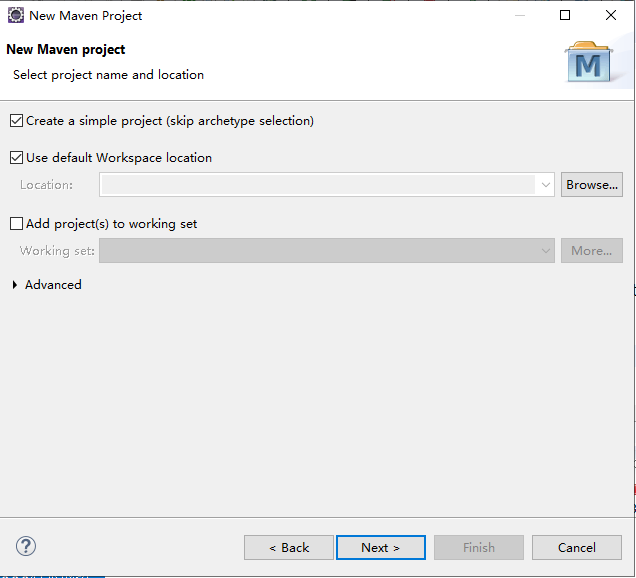 New Maven Project
New Maven project
Select project name and location
M
Create a simple project (skip archetype selection)
Use default Workspace location
Location:
Browse...
Add project(s) to working set
Working set:
More...
Advanced
?
< Back
Next >
Finish
Cancel